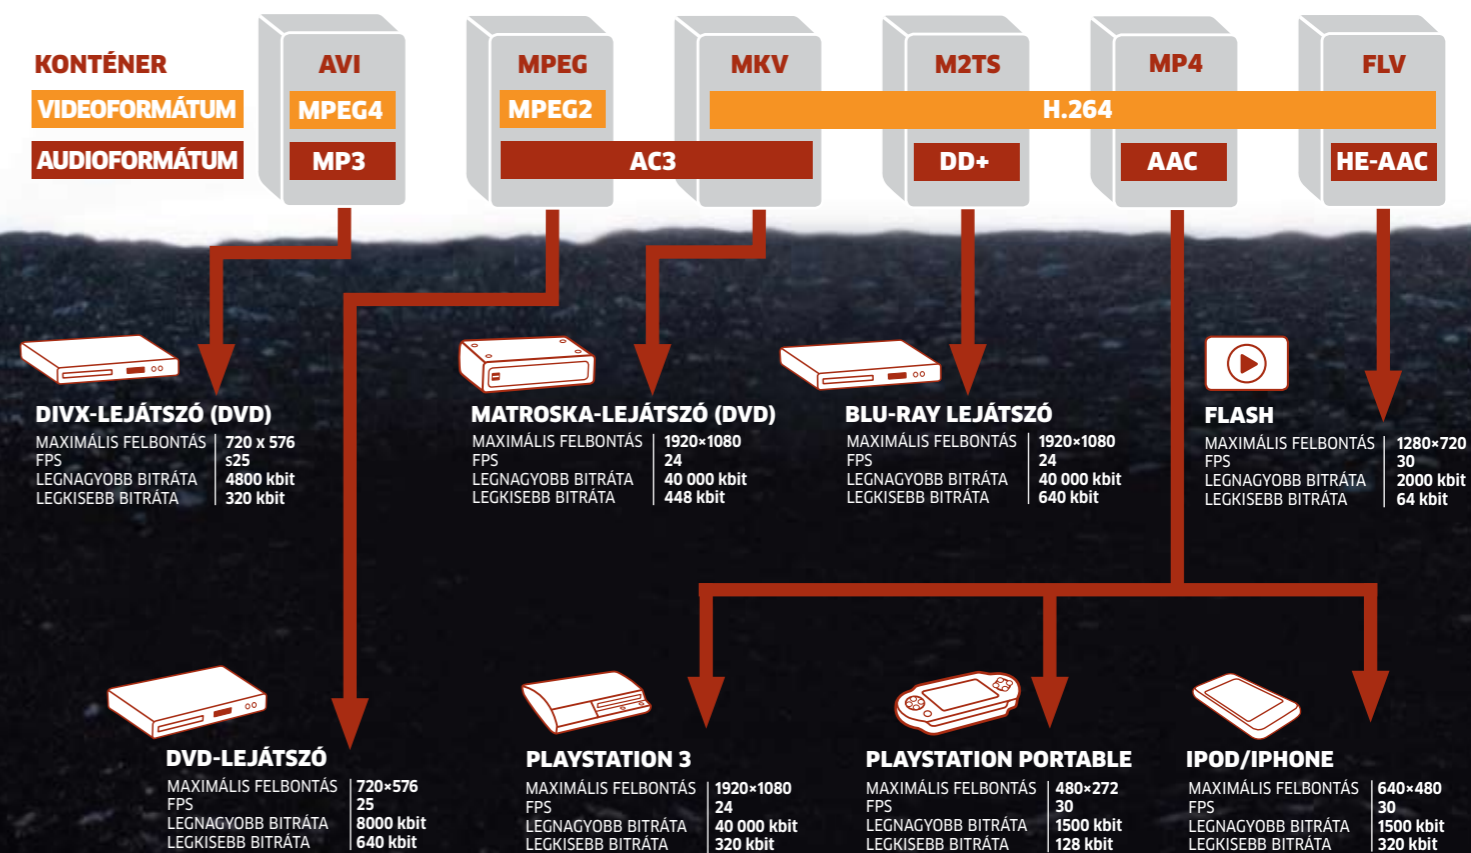 KONTÉNER AVI MPEG MKV M2TS MP4 FLV
VIDEOFORMÁTUM MPEG4 MPEG2 H.264
AUDIOFORMÁTUM MP3 AC3 DD+ AAC HE-AAC
DIVX-LEJÁTSZÓ (DVD)
MAXIMÁLIS FELBONTÁS 720 x 576
FPS s25
LEGNAGYOBB BITRÁTA 4800 kbit
LEGKISEBB BITRÁTA 320 kbit
MATROSKA-LEJÁTSZÓ (DVD)
MAXIMÁLIS FELBONTÁS 1920×1080
FPS 24
LEGNAGYOBB BITRÁTA 40 000 kbit
LEGKISEBB BITRÁTA 448 kbit
BLU-RAY LEJÁTSZÓ
MAXIMÁLIS FELBONTÁS 1920×1080
FPS 24
LEGNAGYOBB BITRÁTA 40 000 kbit
LEGKISEBB BITRÁTA 640 kbit
FLASH
MAXIMÁLIS FELBONTÁS 1280×720
FPS 30
LEGNAGYOBB BITRÁTA 2000 kbit
LEGKISEBB BITRÁTA 64 kbit
DVD-LEJÁTSZÓ
MAXIMÁLIS FELBONTÁS 720×576
FPS 25
LEGNAGYOBB BITRÁTA 8000 kbit
LEGKISEBB BITRÁTA 640 kbit
PLAYSTATION 3
MAXIMÁLIS FELBONTÁS 1920×1080
FPS 24
LEGNAGYOBB BITRÁTA 40 000 kbit
LEGKISEBB BITRÁTA 320 kbit
PLAYSTATION PORTABLE
MAXIMÁLIS FELBONTÁS 480×272
FPS 30
LEGNAGYOBB BITRÁTA 1500 kbit
LEGKISEBB BITRÁTA 128 kbit
IPOD/IPHONE
MAXIMÁLIS FELBONTÁS 640×480
FPS 30
LEGNAGYOBB BITRÁTA 1500 kbit
LEGKISEBB BITRÁTA 320 kbit